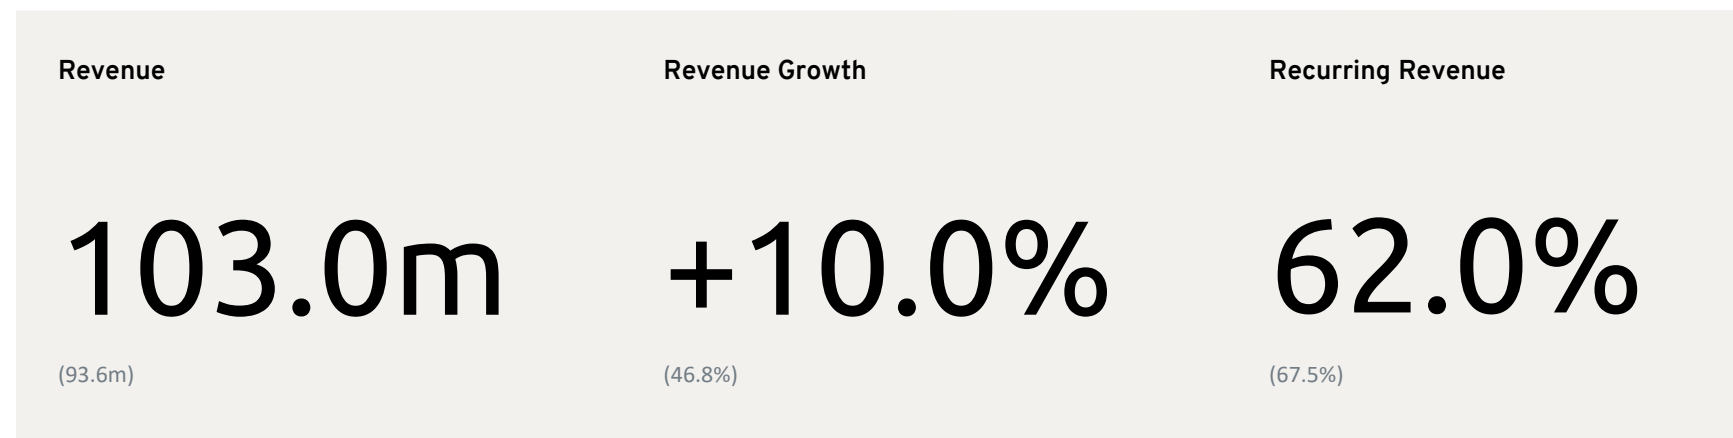 Revenue
Revenue Growth
Recurring Revenue
103.0m
+10.0%
62.0%
(93.6m)
(46.8%)
(67.5%)